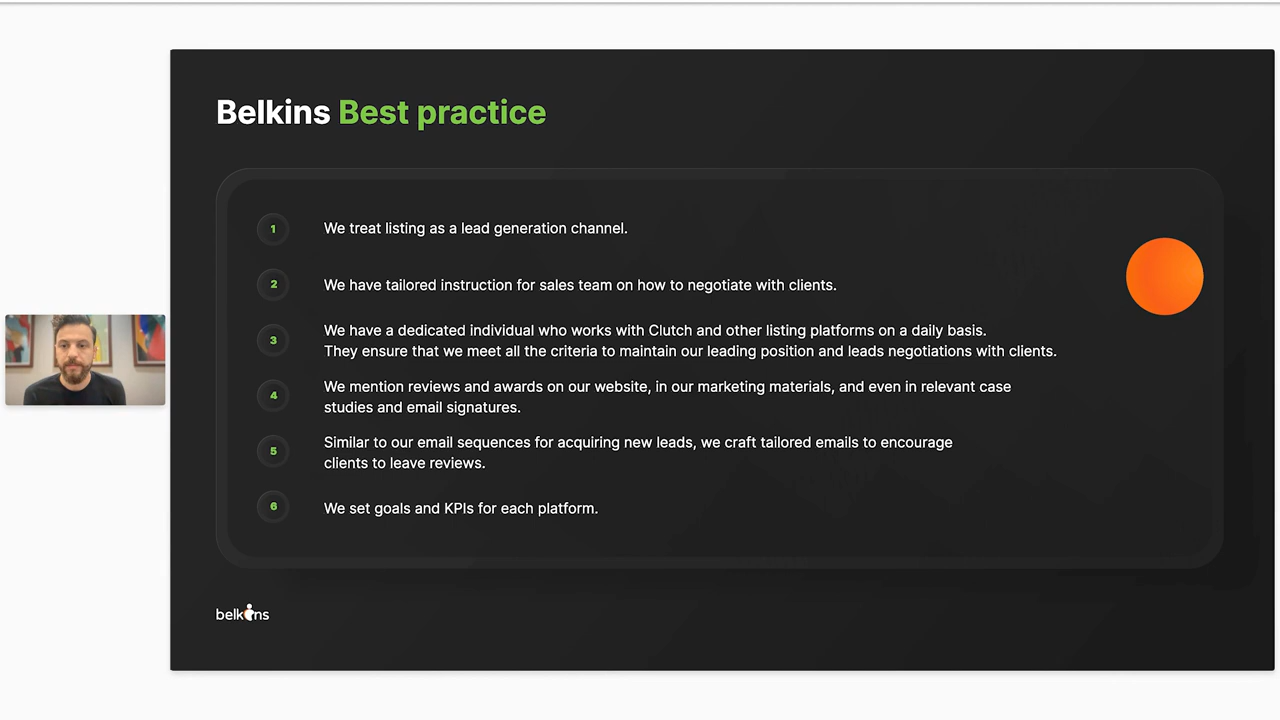 Belkins Best practice
1 We treat listing as a lead generation channel.
2 We have tailored instruction for sales team on how to negotiate with clients.
3 We have a dedicated individual who works with Clutch and other listing platforms on a daily basis.
They ensure that we meet all the criteria to maintain our leading position and leads negotiations with clients.
4 We mention reviews and awards on our website, in our marketing materials, and even in relevant case
studies and email signatures.
5 Similar to our email sequences for acquiring new leads, we craft tailored emails to encourage
clients to leave reviews.
6 We set goals and KPIs for each platform.
belkins